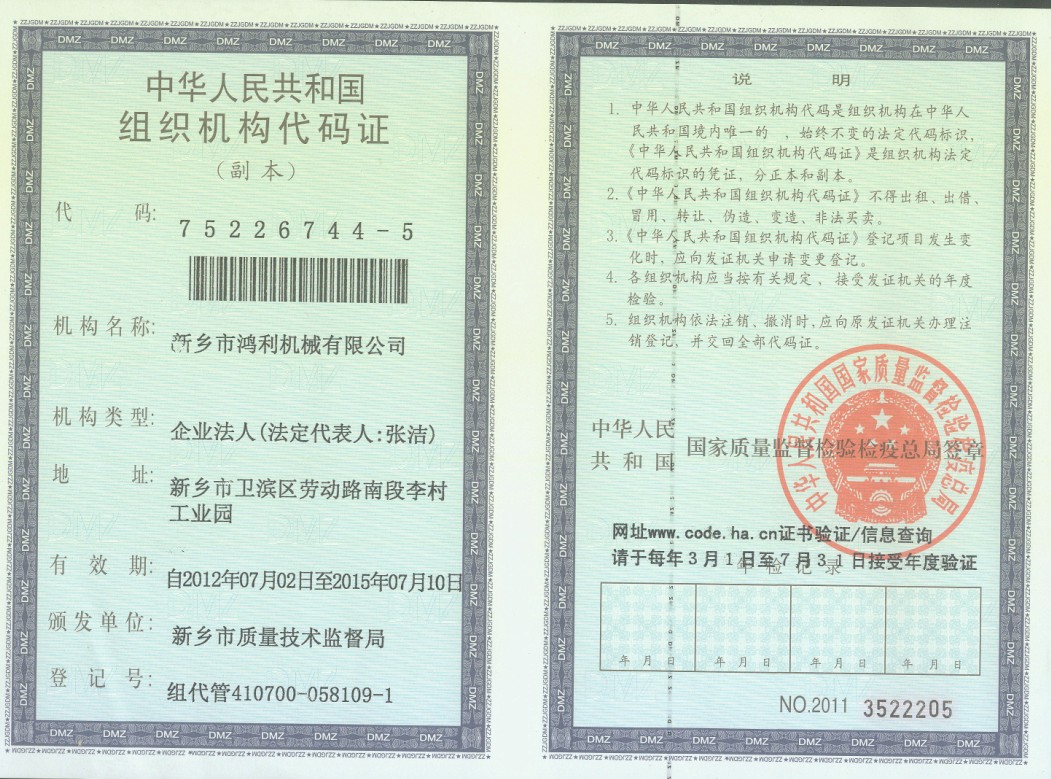 中华人民共和国
组织机构代码证
（副本）
代 码: 75226744-5
机构名称: 新乡市鸿利机械有限公司
机构类型: 企业法人(法定代表人:张洁)
地 址: 新乡市卫滨区劳动路南段李村
工业园
有 效 期: 自2012年07月02日至2015年07月10日
颁发单位: 新乡市质量技术监督局
登 记 号: 组代管410700-058109-1
说 明
1. 中华人民共和国组织机构代码是组织机构在中华人
民共和国境内唯一的 ，始终不变的法定代码标识，
《中华人民共和国组织机构代码证》是组织机构法定
代码标识的凭证，分正本和副本。
2.《中华人民共和国组织机构代码证》不得出租、出借、
冒用、转让、伪造、变造、非法买卖。
3.《中华人民共和国组织机构代码证》登记项目发生变
化时，应向发证机关申请变更登记。
4. 各组织机构应当按有关规定 ，接受发证机关的年度
检验。
5. 组织机构依法注销、撤消时，应向原发证机关办理注
销登记，并交回全部代码证。
中华人民
共和国 国家质量监督检验检疫总局签章
中华人民共和国国家质量监督检验检疫总局
网址www.code.ha.cn证书验证/信息查询
请于每年3月1日至7月31日接受年度验证
年检记录
年 月 日 年 月 日 年 月 日 年 月 日
NO.2011 3522205